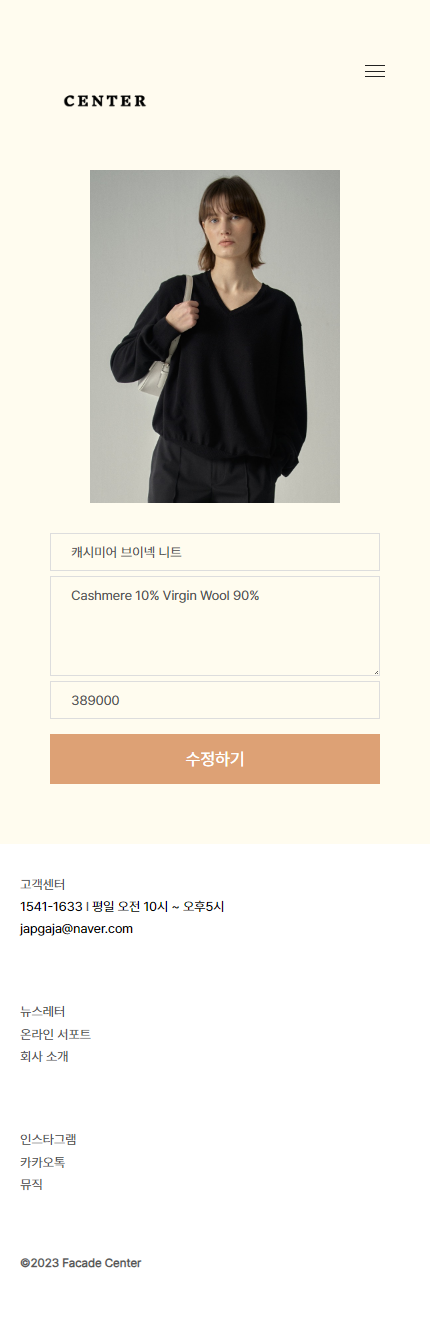 CENTER
캐시미어 브이넥 니트
Cashmere 10% Virgin Wool 90%
389000
수정하기
고객센터
1541-1633 l 평일 오전 10시 ~ 오후5시
japgaja@naver.com
뉴스레터
온라인 서포트
회사 소개
인스타그램
카카오톡
뮤직
©2023 Facade Center